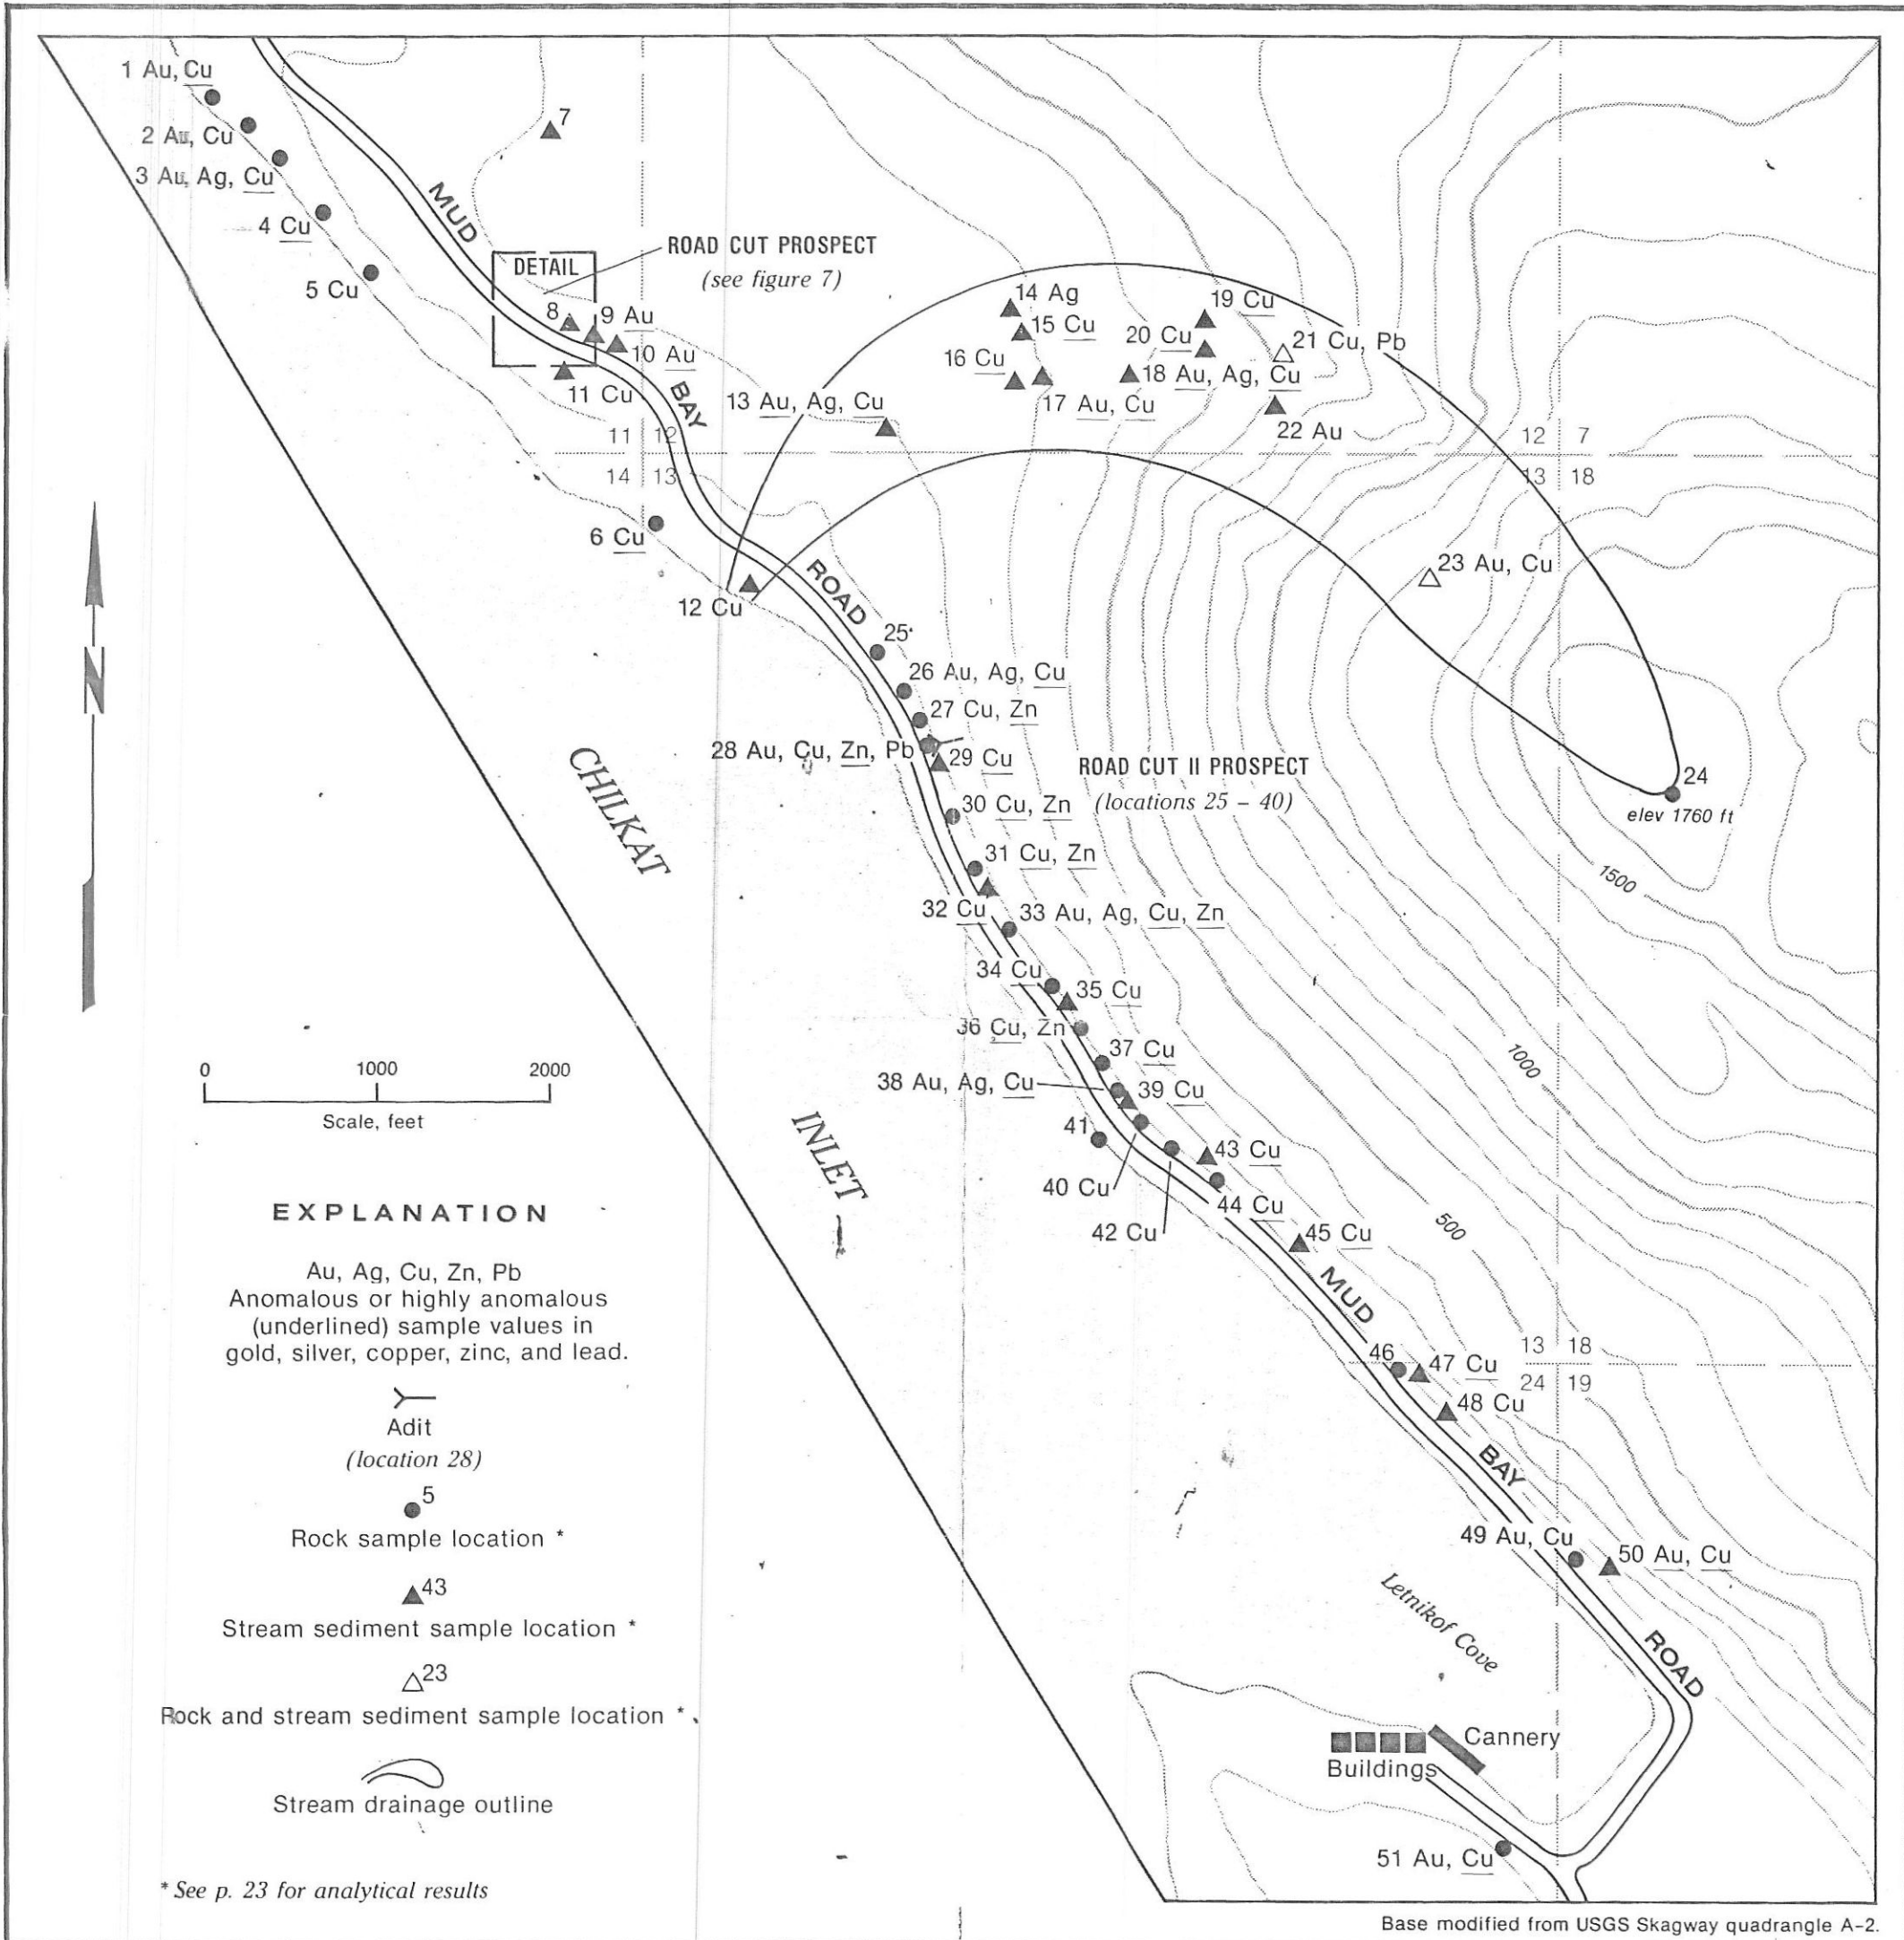 1 Au, Cu
2 Au, Cu
3 Au, Ag, Cu
4 Cu
5 Cu
7
MUD
ROAD CUT PROSPECT
(see figure 7)
DETAIL
8
9 Au
10 Au
11 Cu
BAY
13 Au, Ag, Cu
14 Ag
15 Cu
16 Cu
17 Au, Cu
19 Cu
20 Cu
21 Cu, Pb
18 Au, Ag, Cu
22 Au
11 12
14 13
12 7
13 18
6 Cu
12 Cu
ROAD
23 Au, Cu
25
26 Au, Ag, Cu
27 Cu, Zn
28 Au, Cu, Zn, Pb
29 Cu
ROAD CUT II PROSPECT
(locations 25 – 40)
24
elev 1760 ft
30 Cu, Zn
31 Cu, Zn
32 Cu
33 Au, Ag, Cu, Zn
1500
34 Cu
35 Cu
36 Cu, Zn
37 Cu
38 Au, Ag, Cu
39 Cu
1000
41
40 Cu
42 Cu
43 Cu
44 Cu
45 Cu
500
CHILKAT
INLET
N
0 1000 2000
Scale, feet
MUD
46
47 Cu
13 18
24 19
48 Cu
BAY
49 Au, Cu
50 Au, Cu
Letnikof Cove
ROAD
Cannery
Buildings
51 Au, Cu
EXPLANATION
Au, Ag, Cu, Zn, Pb
Anomalous or highly anomalous
(underlined) sample values in
gold, silver, copper, zinc, and lead.
Adit
(location 28)
5
Rock sample location *
43
Stream sediment sample location *
23
Rock and stream sediment sample location *
Stream drainage outline
* See p. 23 for analytical results
Base modified from USGS Skagway quadrangle A-2.